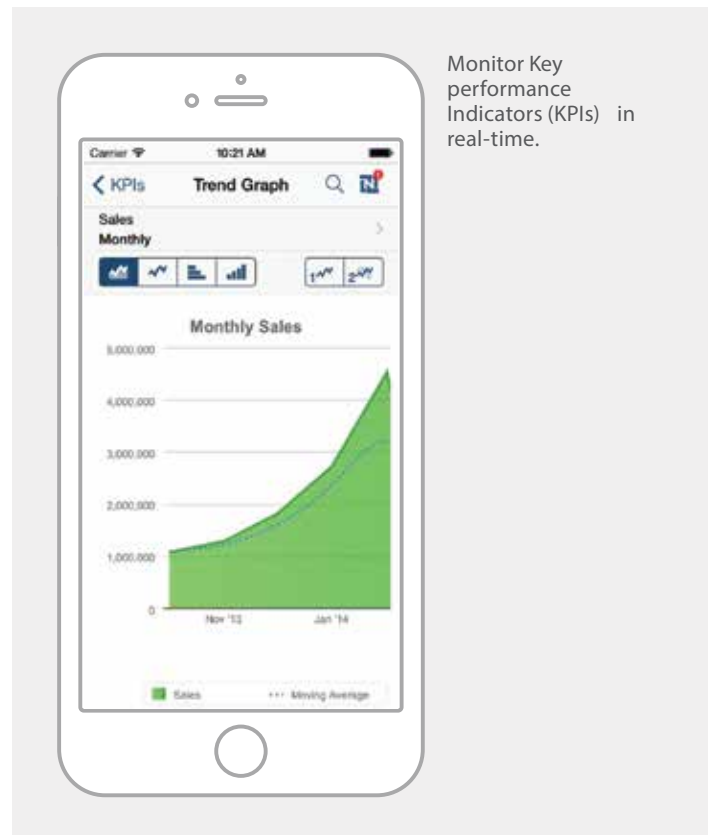 Monitor Key
performance
Indicators (KPIs) in
real-time.
Carrier 10:21 AM
KPIs Trend Graph N
Sales
Monthly
1 2
Monthly Sales
5,000,000
4,000,000
3,000,000
2,000,000
1,000,000
0
Nov '13 Jan '14
Sales Moving Average